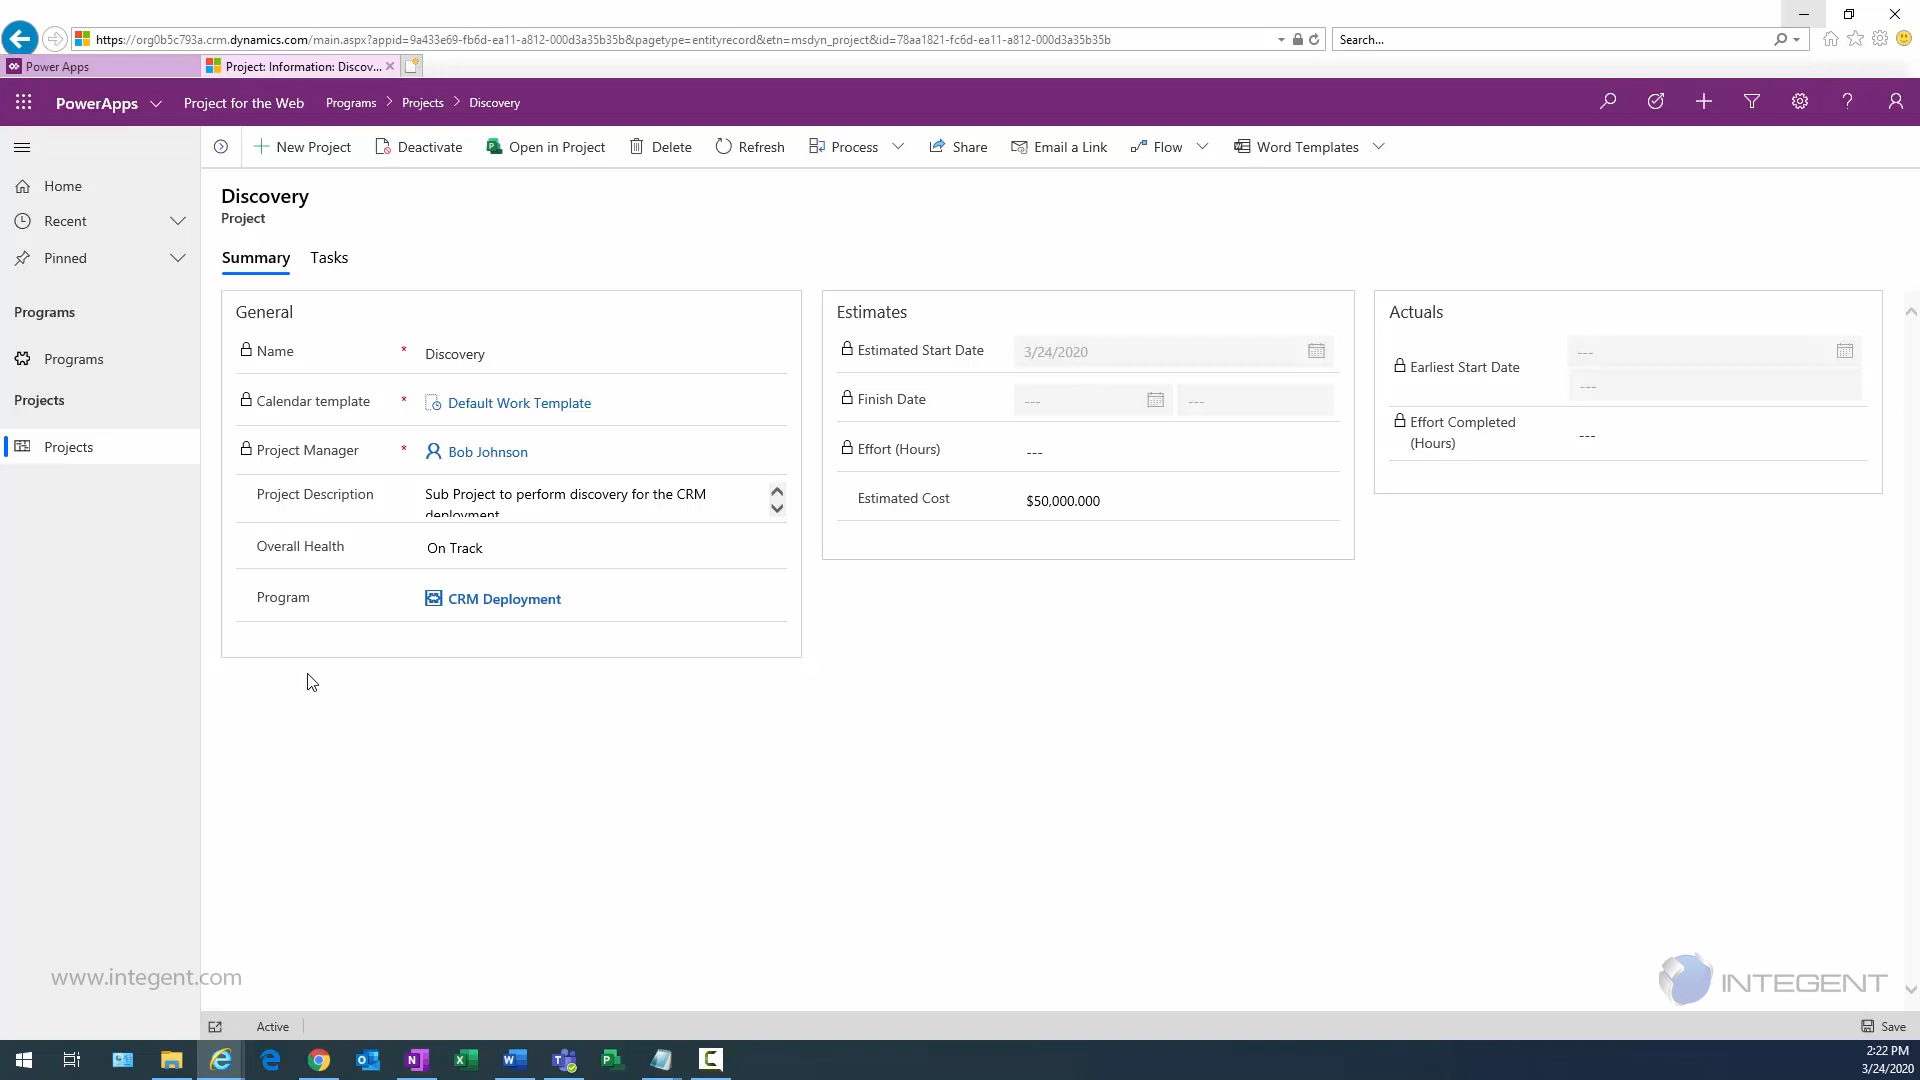 https://org0b5c793a.crm.dynamics.com/main.aspx?appid=9a433e69-fb6d-ea11-a812-000d3a35b35b&pagetype=entityrecord&etn=msdyn_project&id=78aa1821-fc6d-ea11-a812-000d3a35b35b
Search...
Power Apps
Project: Information: Discov...
PowerApps
Project for the Web
Programs > Projects > Discovery
New Project
Deactivate
Open in Project
Delete
Refresh
Process
Share
Email a Link
Flow
Word Templates
Home
Recent
Pinned
Programs
Programs
Projects
Projects
Discovery
Project
Summary
Tasks
General
Name * Discovery
Calendar template * Default Work Template
Project Manager * Bob Johnson
Project Description Sub Project to perform discovery for the CRM
deployment
Overall Health On Track
Program CRM Deployment
Estimates
Estimated Start Date 3/24/2020
Finish Date --- ---
Effort (Hours) ---
Estimated Cost $50,000.000
Actuals
Earliest Start Date ---
---
Effort Completed
(Hours) ---
www.integent.com
INTEGENT
Active
Save
2:22 PM
3/24/2020